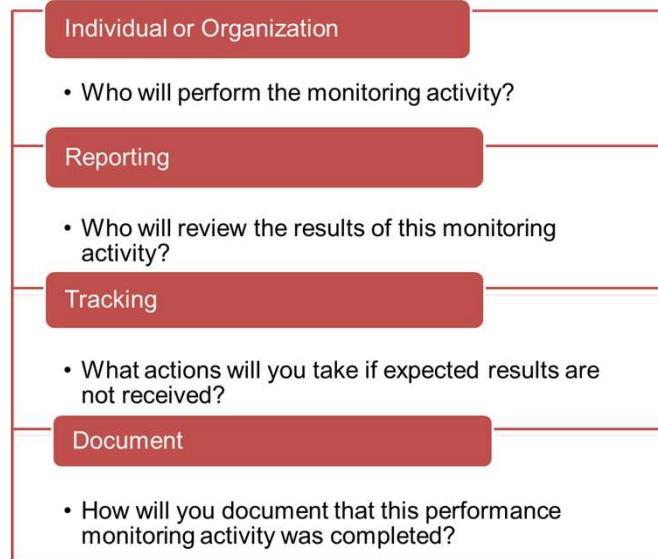 Individual or Organization
• Who will perform the monitoring activity?
Reporting
• Who will review the results of this monitoring
activity?
Tracking
• What actions will you take if expected results are
not received?
Document
• How will you document that this performance
monitoring activity was completed?